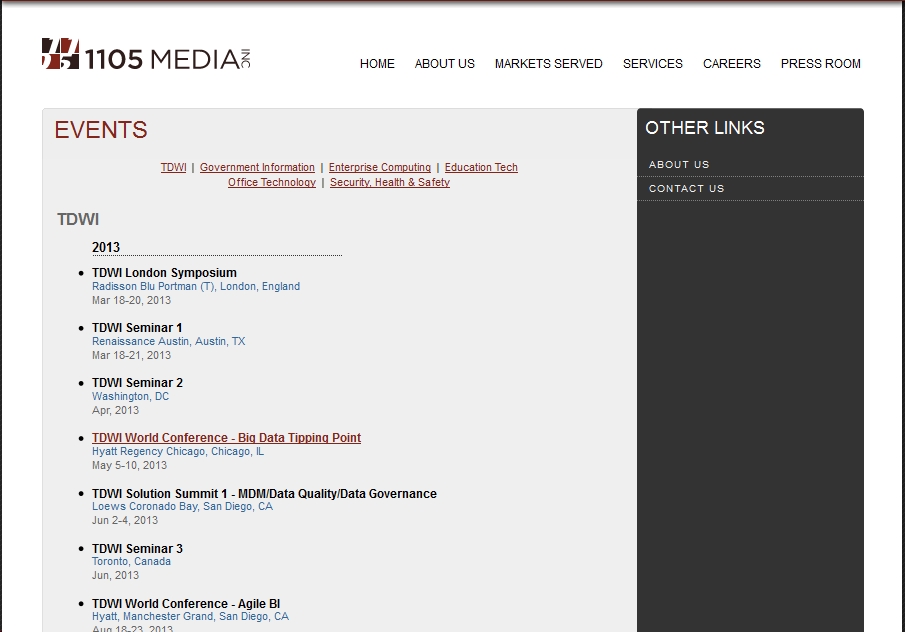 1105 MEDIA INC
HOME ABOUT US MARKETS SERVED SERVICES CAREERS PRESS ROOM
EVENTS
TDWI | Government Information | Enterprise Computing | Education Tech
Office Technology | Security, Health & Safety
TDWI
2013
TDWI London Symposium
Radisson Blu Portman (T), London, England
Mar 18-20, 2013
TDWI Seminar 1
Renaissance Austin, Austin, TX
Mar 18-21, 2013
TDWI Seminar 2
Washington, DC
Apr, 2013
TDWI World Conference - Big Data Tipping Point
Hyatt Regency Chicago, Chicago, IL
May 5-10, 2013
TDWI Solution Summit 1 - MDM/Data Quality/Data Governance
Loews Coronado Bay, San Diego, CA
Jun 2-4, 2013
TDWI Seminar 3
Toronto, Canada
Jun, 2013
TDWI World Conference - Agile BI
Hyatt, Manchester Grand, San Diego, CA
Aug 18-23, 2013
OTHER LINKS
ABOUT US
CONTACT US